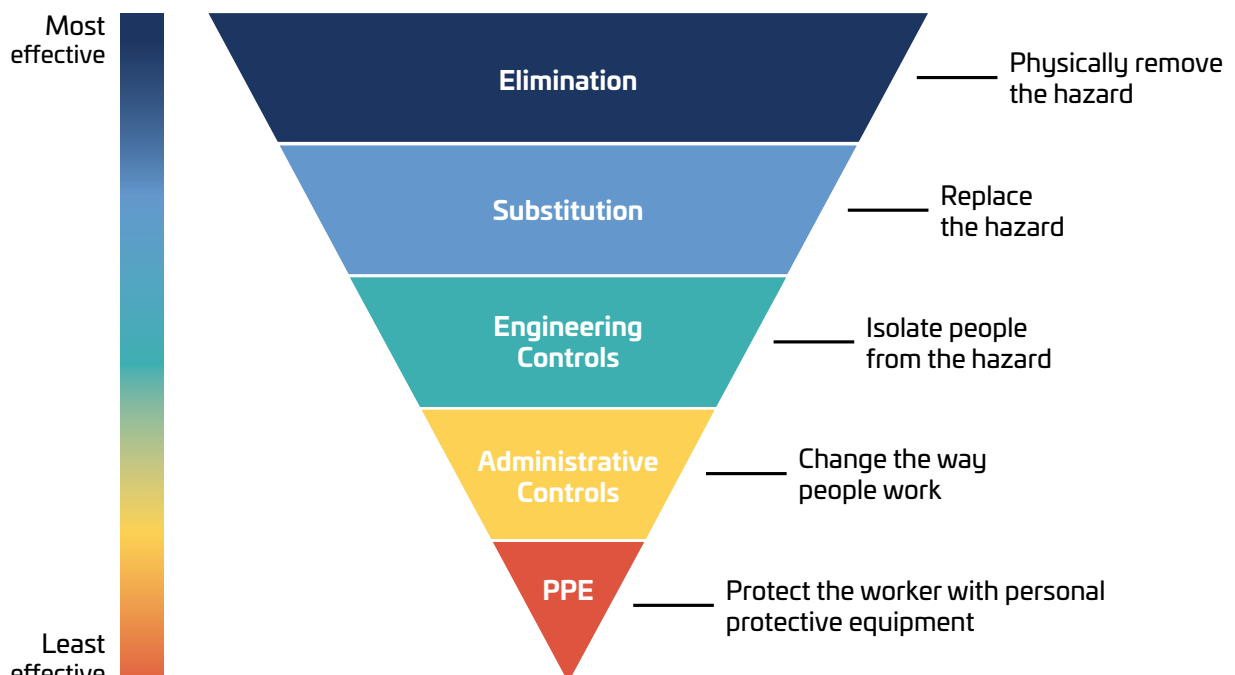 Most
effective
Elimination
Physically remove
the hazard
Substitution
Replace
the hazard
Engineering
Controls
Isolate people
from the hazard
Administrative
Controls
Change the way
people work
PPE
Protect the worker with personal
protective equipment
Least
effective